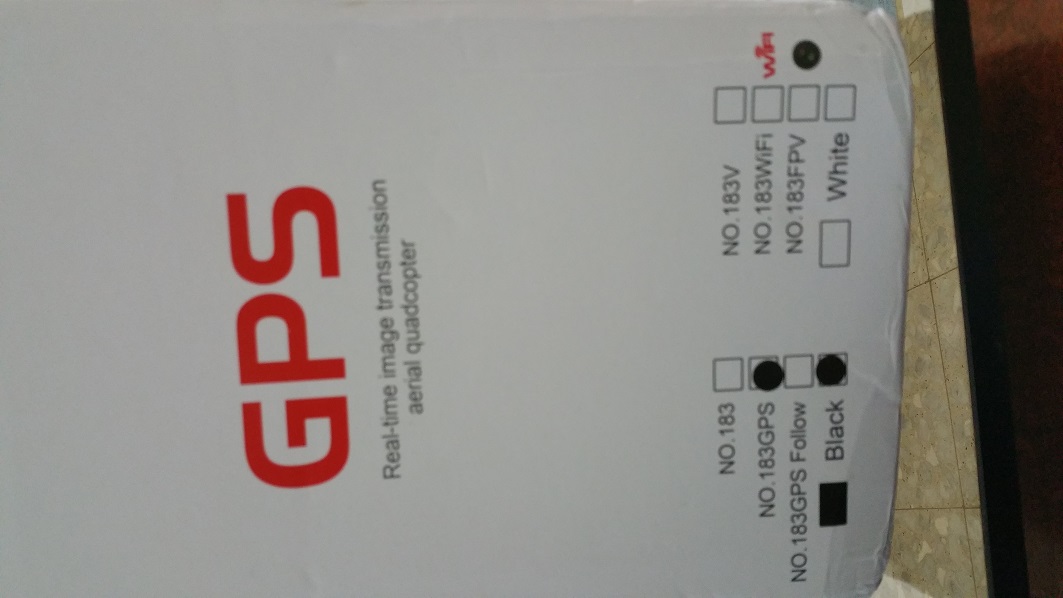 GPS
Real-time image transmission
aerial quadcopter
NO.183
NO.183V
NO.183GPS
NO.183WiFi
WiFi
NO.183GPS Follow
NO.183FPV
Black
White